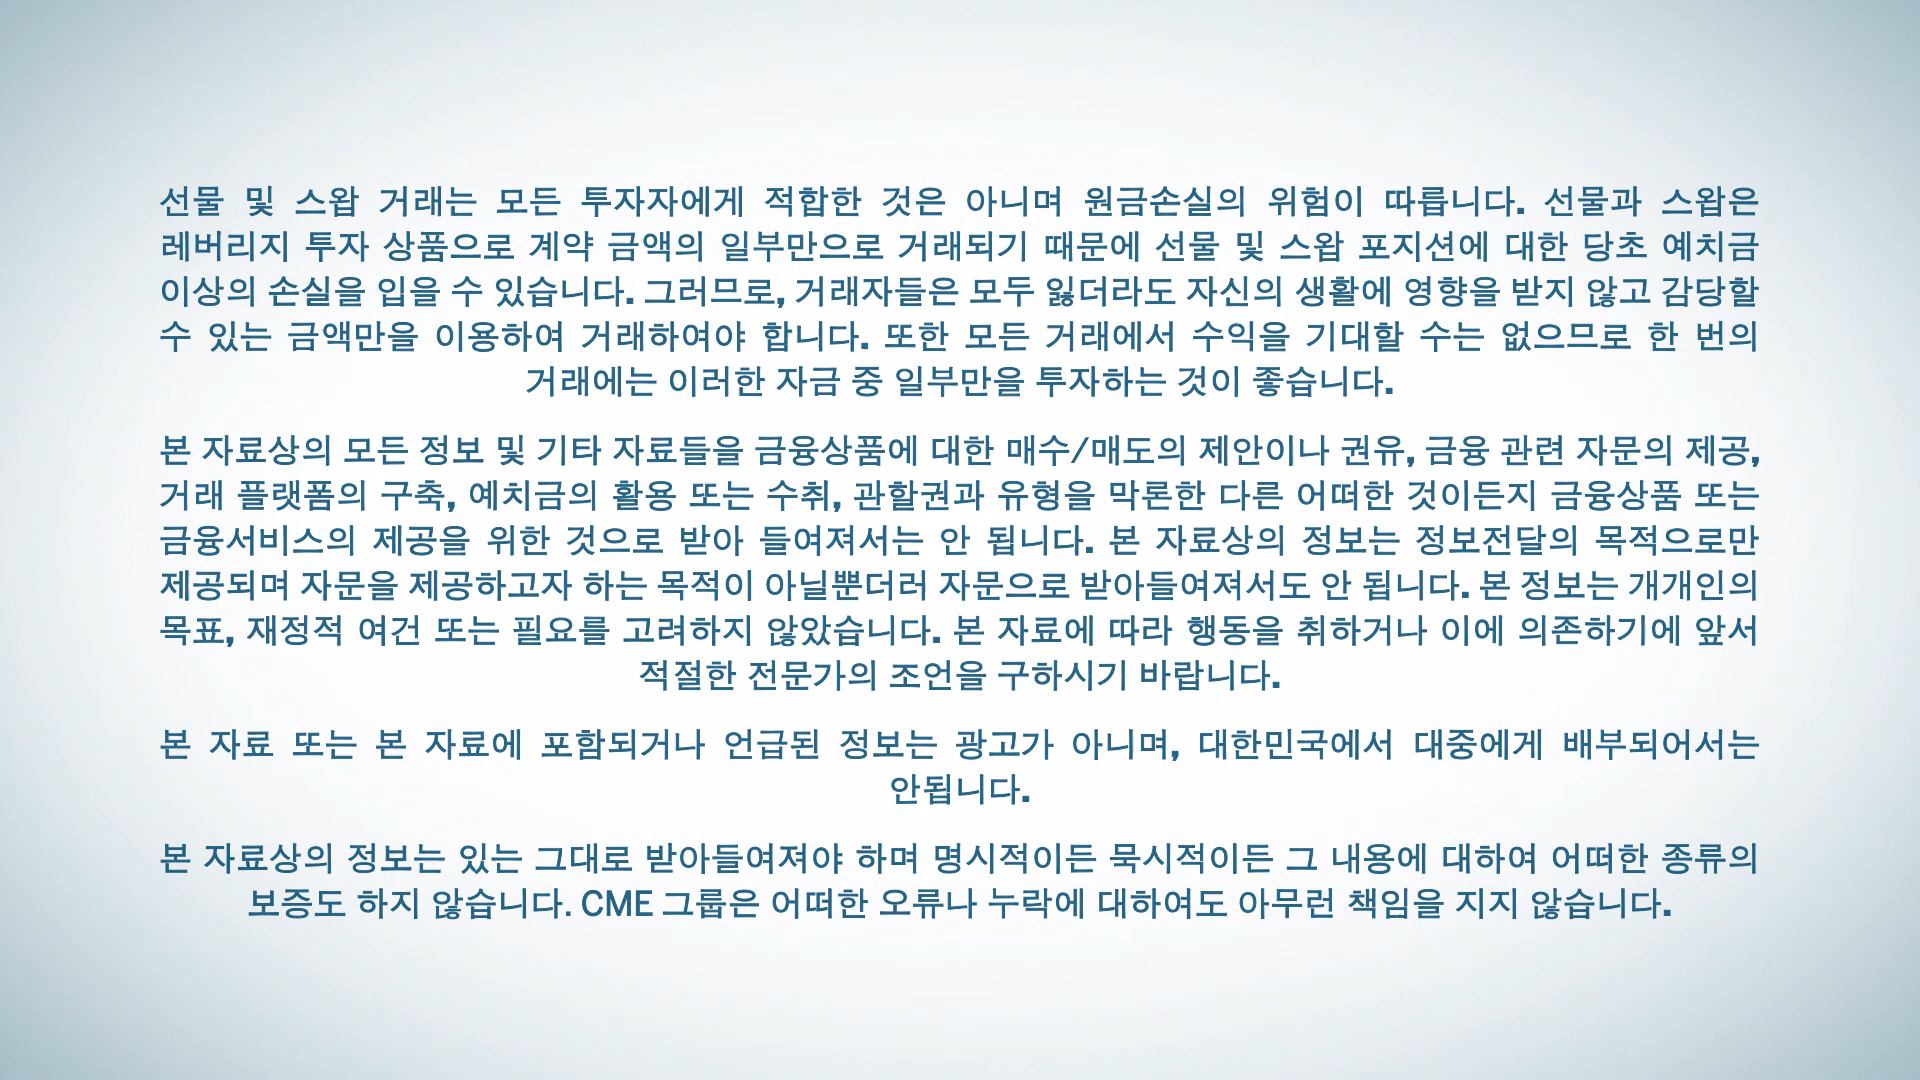 선물 및 스왑 거래는 모든 투자자에게 적합한 것은 아니며 원금손실의 위험이 따릅니다. 선물과 스왑은
레버리지 투자 상품으로 계약 금액의 일부만으로 거래되기 때문에 선물 및 스왑 포지션에 대한 당초 예치금
이상의 손실을 입을 수 있습니다. 그러므로, 거래자들은 모두 잃더라도 자신의 생활에 영향을 받지 않고 감당할
수 있는 금액만을 이용하여 거래하여야 합니다. 또한 모든 거래에서 수익을 기대할 수는 없으므로 한 번의
거래에는 이러한 자금 중 일부만을 투자하는 것이 좋습니다.
본 자료상의 모든 정보 및 기타 자료들을 금융상품에 대한 매수/매도의 제안이나 권유, 금융 관련 자문의 제공,
거래 플랫폼의 구축, 예치금의 활용 또는 수취, 관할권과 유형을 막론한 다른 어떠한 것이든지 금융상품 또는
금융서비스의 제공을 위한 것으로 받아 들여져서는 안 됩니다. 본 자료상의 정보는 정보전달의 목적으로만
제공되며 자문을 제공하고자 하는 목적이 아닐뿐더러 자문으로 받아들여져서도 안 됩니다. 본 정보는 개개인의
목표, 재정적 여건 또는 필요를 고려하지 않았습니다. 본 자료에 따라 행동을 취하거나 이에 의존하기에 앞서
적절한 전문가의 조언을 구하시기 바랍니다.
본 자료 또는 본 자료에 포함되거나 언급된 정보는 광고가 아니며, 대한민국에서 대중에게 배부되어서는
안됩니다.
본 자료상의 정보는 있는 그대로 받아들여져야 하며 명시적이든 묵시적이든 그 내용에 대하여 어떠한 종류의
보증도 하지 않습니다. CME 그룹은 어떠한 오류나 누락에 대하여도 아무런 책임을 지지 않습니다.